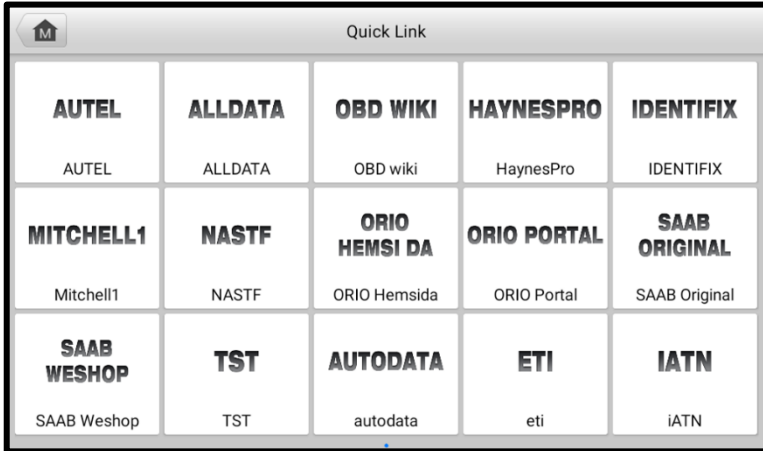 M
Quick Link
AUTEL
ALLDATA
OBD WIKI
HAYNESPRO
IDENTIFIX
AUTEL
ALLDATA
OBD wiki
HaynesPro
IDENTIFIX
MITCHELL1
NASTF
ORIO
HEMSI DA
ORIO PORTAL
SAAB
ORIGINAL
Mitchell1
NASTF
ORIO Hemsida
ORIO Portal
SAAB Original
SAAB
WESHOP
TST
AUTODATA
ETI
IATN
SAAB Weshop
TST
autodata
eti
iATN